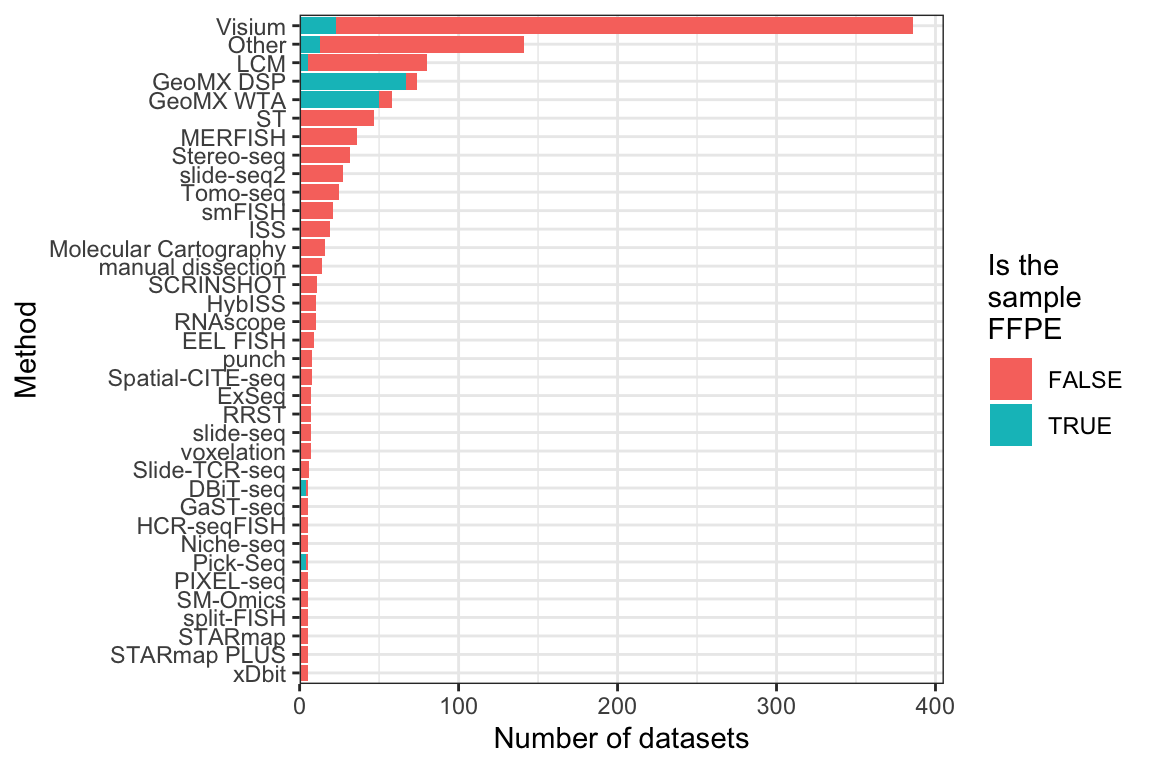 Visium
Other
LCM
GeoMX DSP
GeoMX WTA
ST
MERFISH
Stereo-seq
slide-seq2
Tomo-seq
smFISH
ISS
Molecular Cartography
manual dissection
SCRINSHOT
HybISS
RNAscope
EEL FISH
punch
Spatial-CITE-seq
ExSeq
RRST
slide-seq
voxelation
Slide-TCR-seq
DBiT-seq
GaST-seq
HCR-seqFISH
Niche-seq
Pick-Seq
PIXEL-seq
SM-Omics
split-FISH
STARmap
STARmap PLUS
xDbit
Method
0 100 200 300 400
Number of datasets
Is the
sample
FFPE
FALSE
TRUE